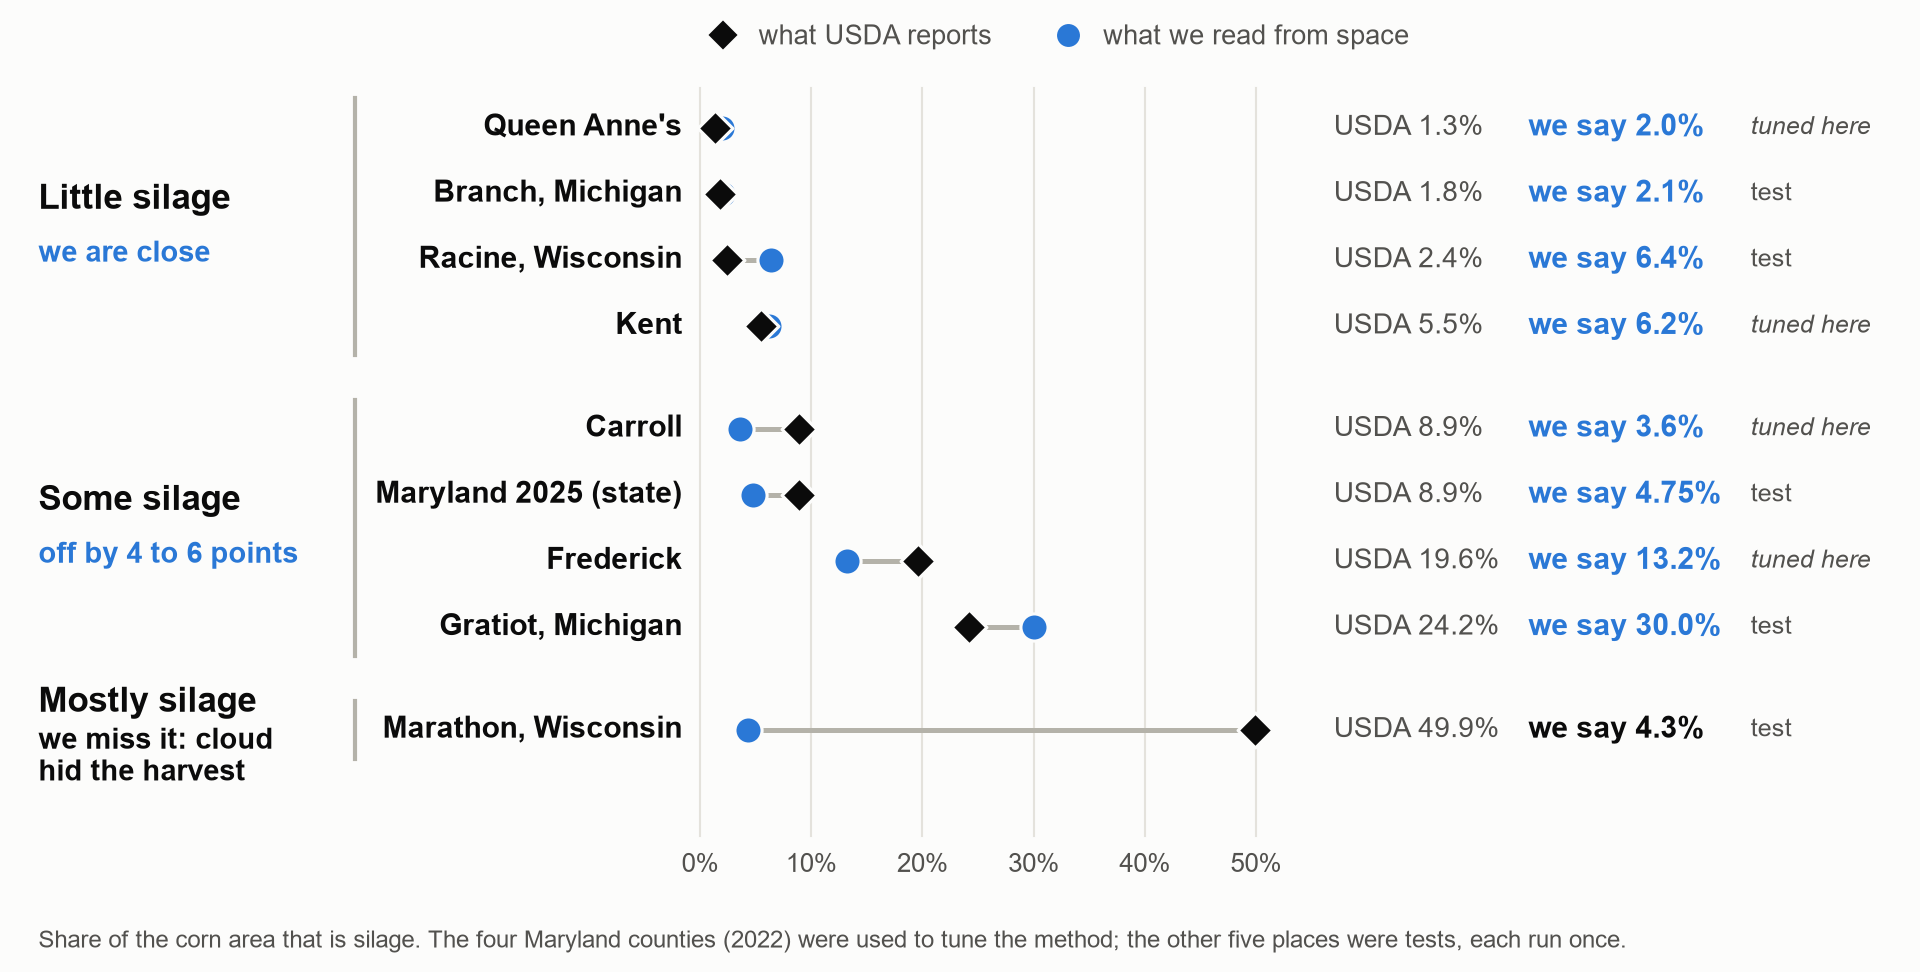 what USDA reports
what we read from space
Little silage
we are close
Queen Anne's
USDA 1.3%
we say 2.0%
tuned here
Branch, Michigan
USDA 1.8%
we say 2.1%
test
Racine, Wisconsin
USDA 2.4%
we say 6.4%
test
Kent
USDA 5.5%
we say 6.2%
tuned here
Some silage
off by 4 to 6 points
Carroll
USDA 8.9%
we say 3.6%
tuned here
Maryland 2025 (state)
USDA 8.9%
we say 4.75%
test
Frederick
USDA 19.6%
we say 13.2%
tuned here
Gratiot, Michigan
USDA 24.2%
we say 30.0%
test
Mostly silage
we miss it: cloud
hid the harvest
Marathon, Wisconsin
USDA 49.9%
we say 4.3%
test
0%
10%
20%
30%
40%
50%
Share of the corn area that is silage. The four Maryland counties (2022) were used to tune the method; the other five places were tests, each run once.